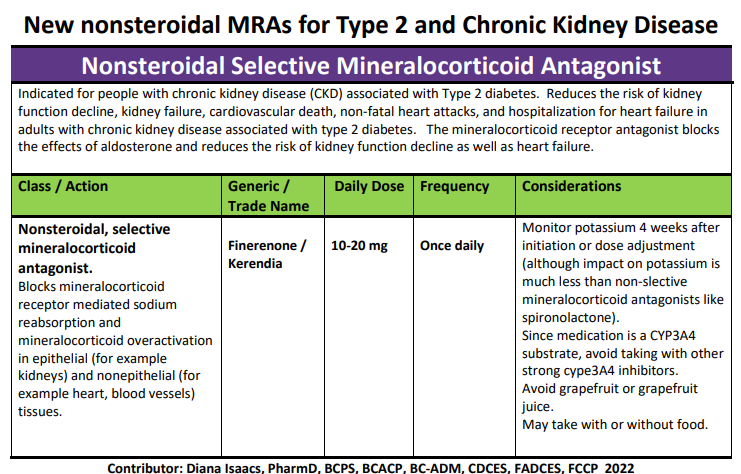 New nonsteroidal MRAs for Type 2 and Chronic Kidney Disease
Nonsteroidal Selective Mineralocorticoid Antagonist
Indicated for people with chronic kidney disease (CKD) associated with Type 2 diabetes.  Reduces the risk of kidney
function decline, kidney failure, cardiovascular death, non-fatal heart attacks, and hospitalization for heart failure in
adults with chronic kidney disease associated with type 2 diabetes.   The mineralocorticoid receptor antagonist blocks
the effects of aldosterone and reduces the risk of kidney function decline as well as heart failure.
Class / Action
Generic /
Trade Name
Daily Dose
Frequency
Considerations
Nonsteroidal, selective
mineralocorticoid
antagonist.
Blocks mineralocorticoid
receptor mediated sodium
reabsorption and
mineralocorticoid overactivation
in epithelial (for example
kidneys) and nonepithelial (for
example heart, blood vessels)
tissues.
Finerenone /
Kerendia
10-20 mg
Once daily
Monitor potassium 4 weeks after
initiation or dose adjustment
(although impact on potassium is
much less than non-slective
mineralocorticoid antagonists like
spironolactone).
Since medication is a CYP3A4
substrate, avoid taking with other
strong cype3A4 inhibitors.
Avoid grapefruit or grapefruit
juice.
May take with or without food.
Contributor: Diana Isaacs, PharmD, BCPS, BCACP, BC-ADM, CDCES, FADCES, FCCP  2022